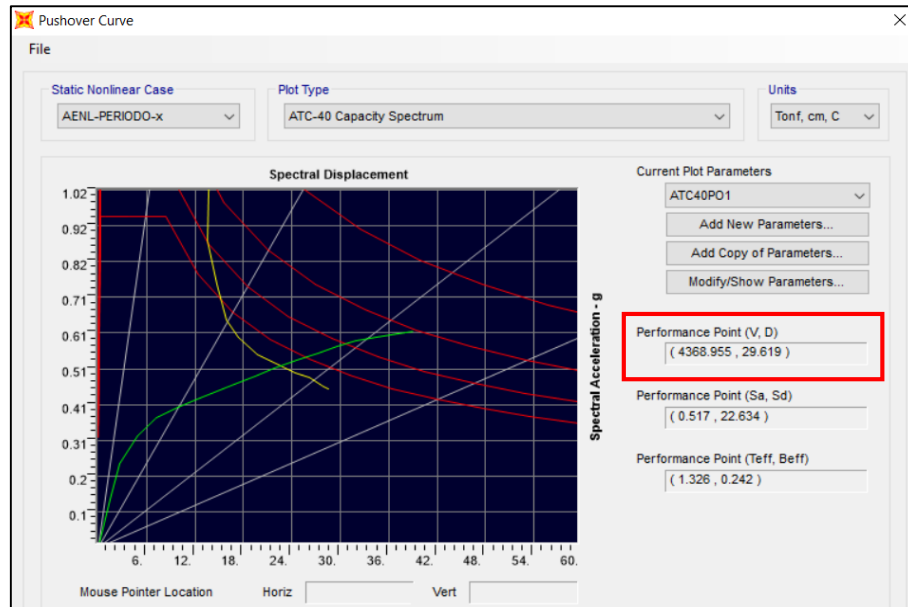 Pushover Curve
File
Static Nonlinear Case
AENL-PERIODO-x
Plot Type
ATC-40 Capacity Spectrum
Units
Tonf, cm, C
Spectral Displacement
1.02
0.92
0.82
0.71
0.61
0.51
0.41
0.31
0.2
0.1
6. 12. 18. 24. 30. 36. 42. 48. 54. 60.
Spectral Acceleration - g
Mouse Pointer Location Horiz Vert
Current Plot Parameters
ATC40PO1
Add New Parameters...
Add Copy of Parameters...
Modify/Show Parameters...
Performance Point (V, D)
( 4368.955 , 29.619 )
Performance Point (Sa, Sd)
( 0.517 , 22.634 )
Performance Point (Teff, Beff)
( 1.326 , 0.242 )